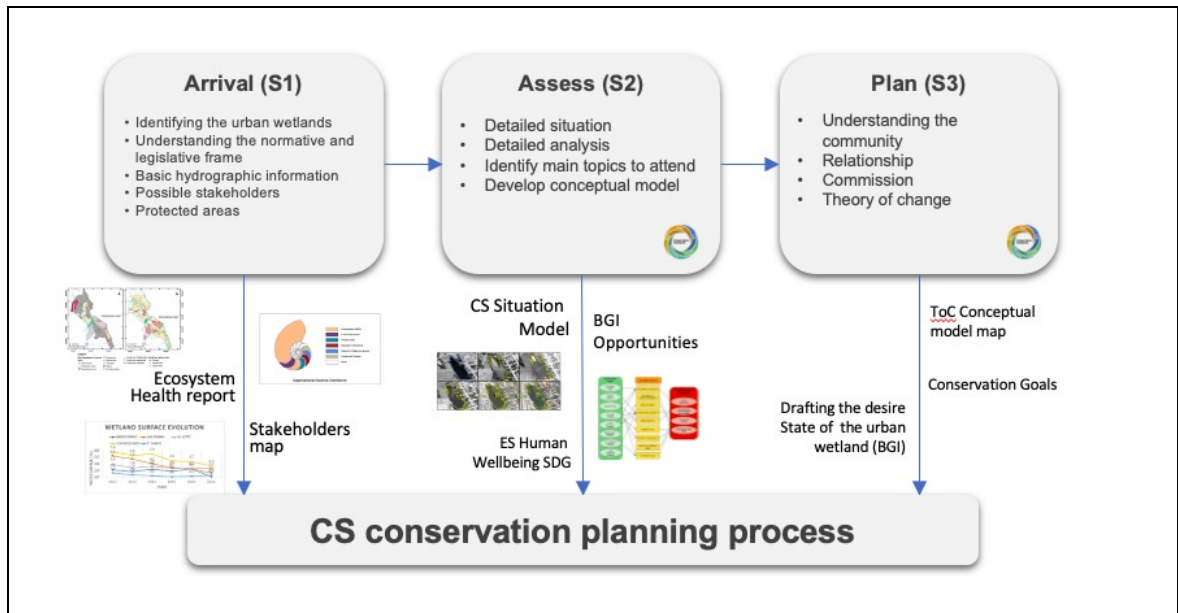 Arrival (S1)
• Identifying the urban wetlands
• Understanding the normative and
legislative frame
• Basic hydrographic information
• Possible stakeholders
• Protected areas
Assess (S2)
• Detailed situation
• Detailed analysis
• Identify main topics to attend
• Develop conceptual model
Plan (S3)
• Understanding the
community
• Relationship
• Commission
• Theory of change
Ecosystem
Health report
WETLAND SURFACE EVOLUTION
YEARS
Stakeholders
map
CS Situation
Model
BGI
Opportunities
ES Human
Wellbeing SDG
ToC Conceptual
model map
Conservation Goals
Drafting the desire
State of the urban
wetland (BGI)
CS conservation planning process